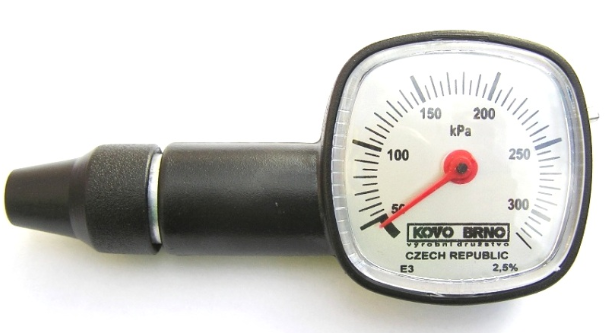 150 200
kPa
100 250
50 300
KOVO BRNO
výrobní družstvo
CZECH REPUBLIC
E3 2,5%